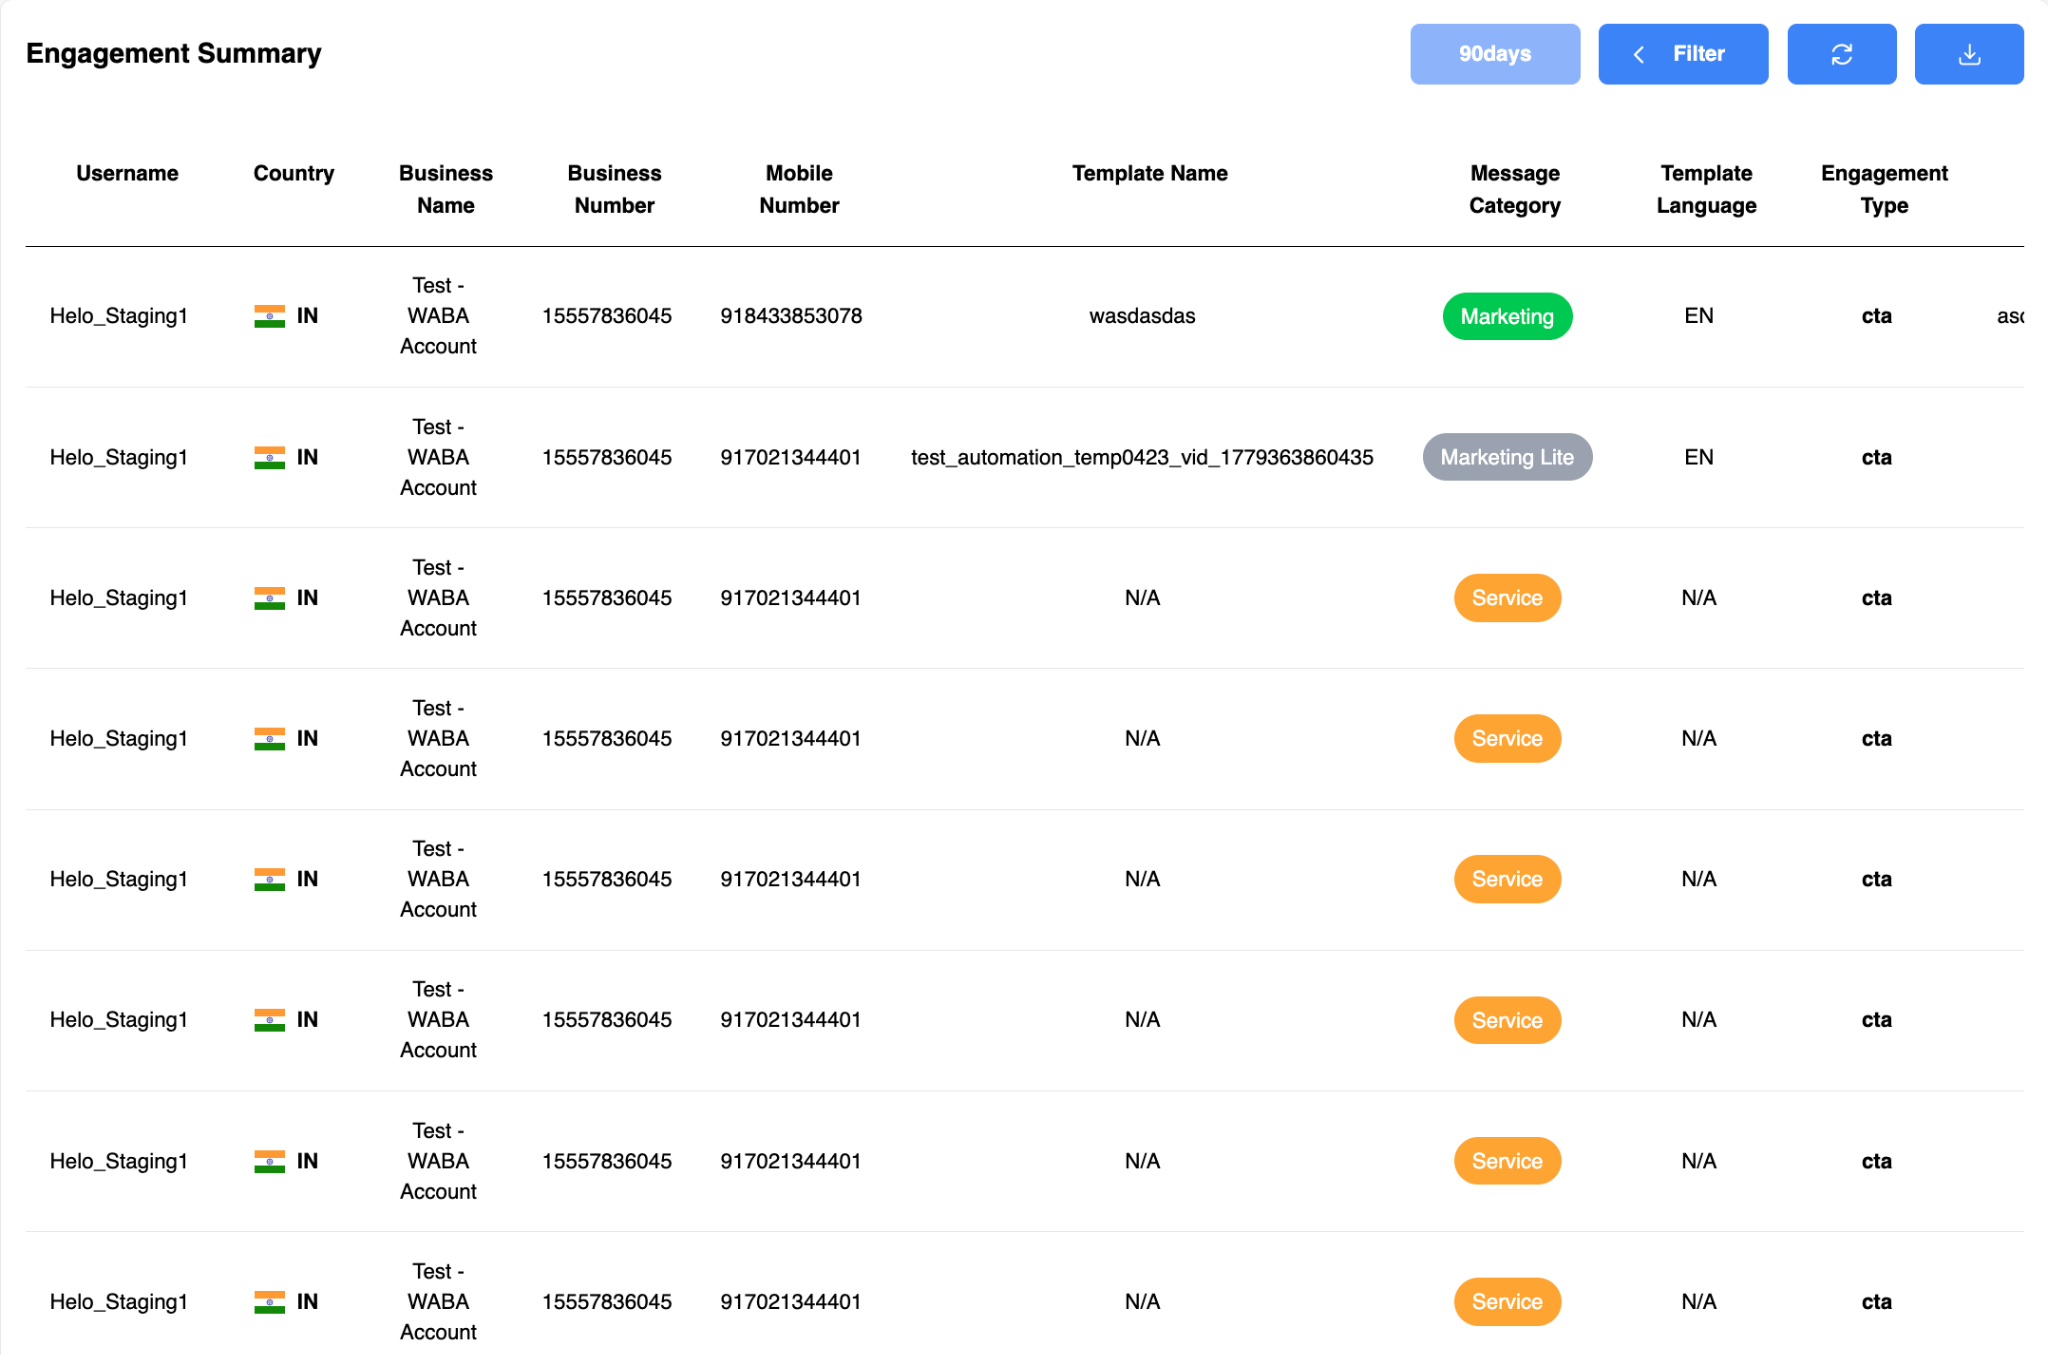 Engagement Summary
90days
Filter
Username Country Business Name Business Number Mobile Number Template Name Message Category Template Language Engagement Type
Helo_Staging1 IN Test - WABA Account 15557836045 918433853078 wasdasdas Marketing EN cta
Helo_Staging1 IN Test - WABA Account 15557836045 917021344401 test_automation_temp0423_vid_1779363860435 Marketing Lite EN cta
Helo_Staging1 IN Test - WABA Account 15557836045 917021344401 N/A Service N/A cta
Helo_Staging1 IN Test - WABA Account 15557836045 917021344401 N/A Service N/A cta
Helo_Staging1 IN Test - WABA Account 15557836045 917021344401 N/A Service N/A cta
Helo_Staging1 IN Test - WABA Account 15557836045 917021344401 N/A Service N/A cta
Helo_Staging1 IN Test - WABA Account 15557836045 917021344401 N/A Service N/A cta
Helo_Staging1 IN Test - WABA Account 15557836045 917021344401 N/A Service N/A cta